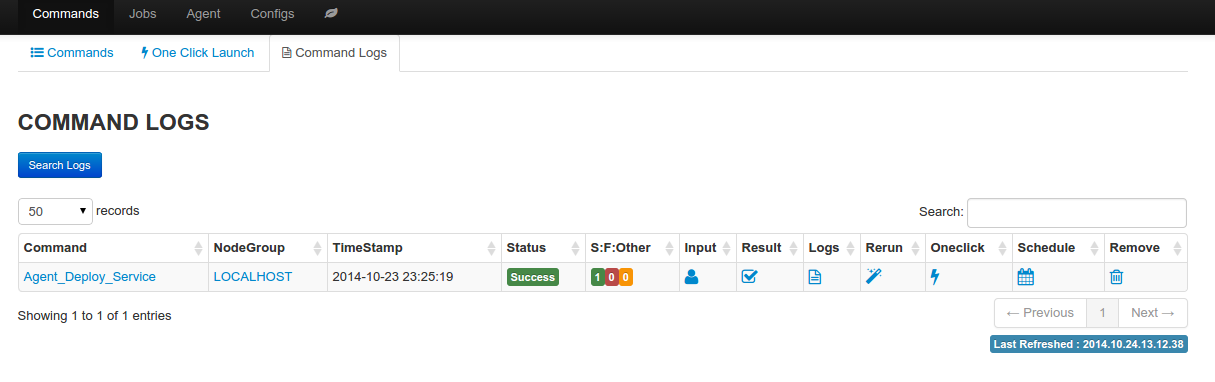 Commands Jobs Agent Configs
Commands One Click Launch Command Logs
COMMAND LOGS
Search Logs
50 records Search:
Command NodeGroup TimeStamp Status S:F:Other Input Result Logs Rerun Oneclick Schedule Remove
Agent_Deploy_Service LOCALHOST 2014-10-23 23:25:19 Success 1 0 0
Showing 1 to 1 of 1 entries ← Previous 1 Next →
Last Refreshed : 2014.10.24.13.12.38